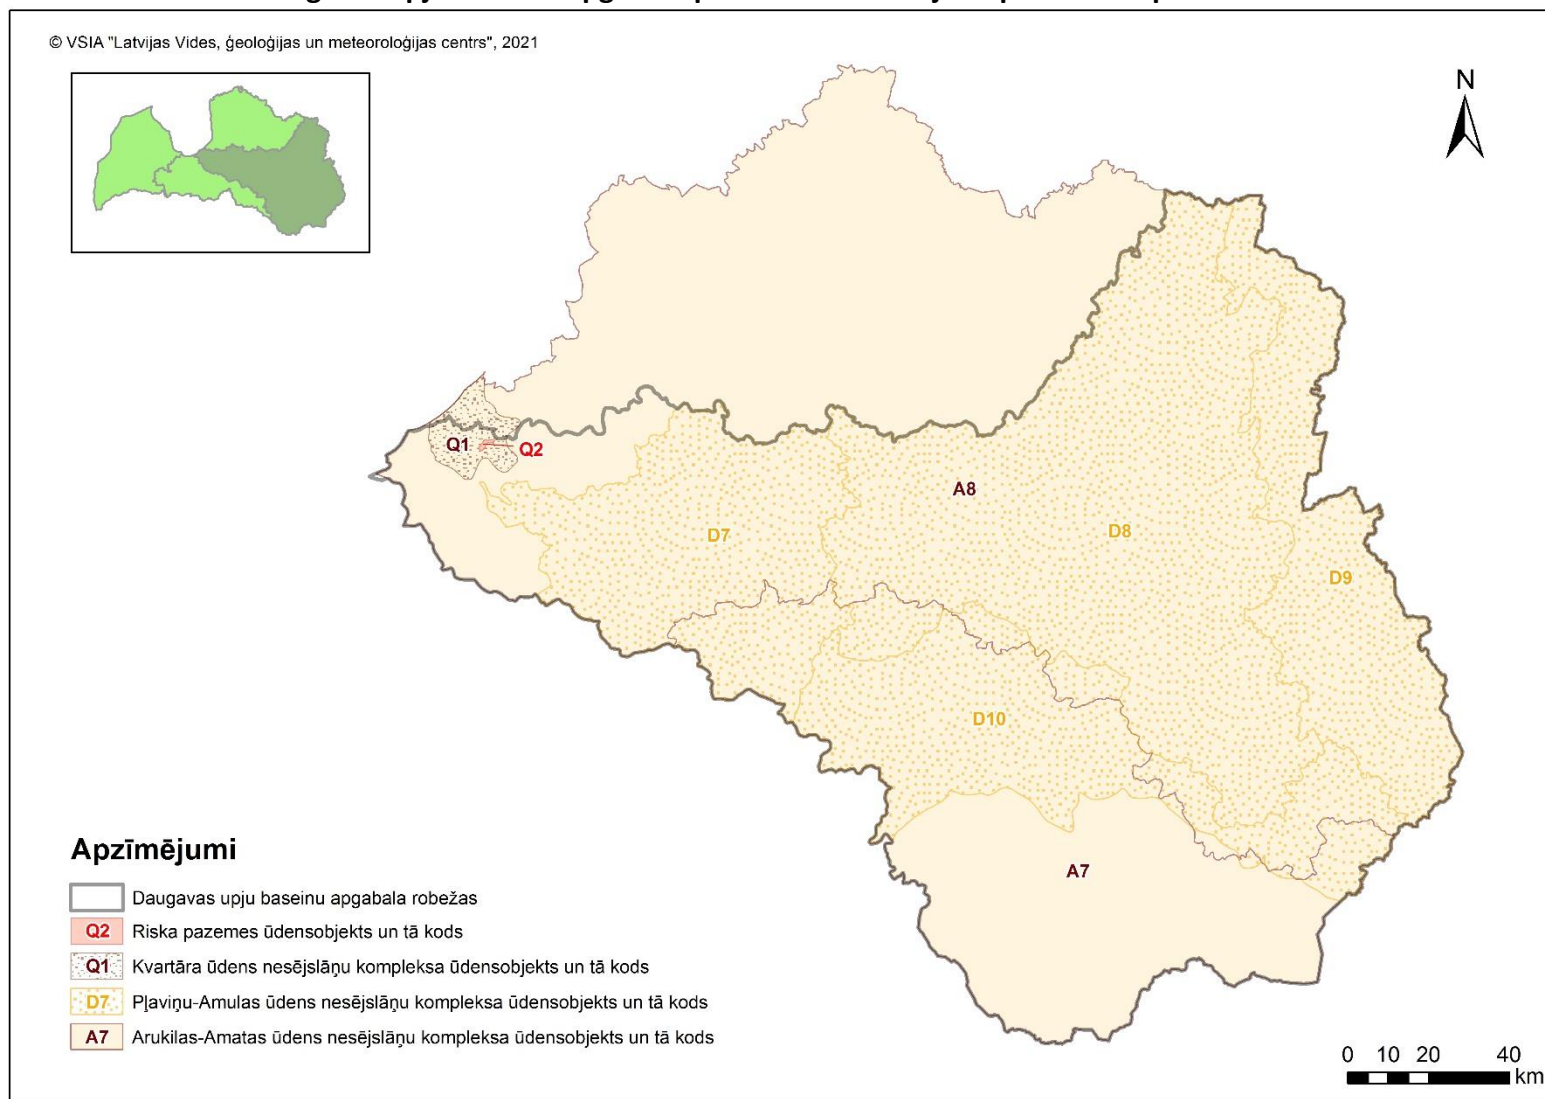 © VSIA "Latvijas Vides, ģeoloģijas un meteoroloģijas centrs", 2021
N
Q1
Q2
A8
D7
D8
D9
D10
A7
Apzīmējumi
Daugavas upju baseinu apgabala robežas
Q2 Riska pazemes ūdensobjekts un tā kods
Q1 Kvartāra ūdens nesējslāņu kompleksa ūdensobjekts un tā kods
D7 Pļaviņu-Amulas ūdens nesējslāņu kompleksa ūdensobjekts un tā kods
A7 Arukilas-Amatas ūdens nesējslāņu kompleksa ūdensobjekts un tā kods
0 10 20 40
km